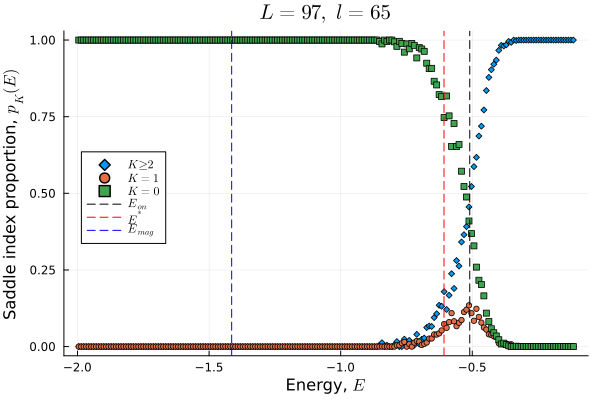 L = 97, l = 65
Saddle index proportion, p_K(E)
1.00
0.75
0.50
0.25
0.00
K≥2
K = 1
K = 0
E_on
E^*
E_mag
−2.0 −1.5 −1.0 −0.5
Energy, E